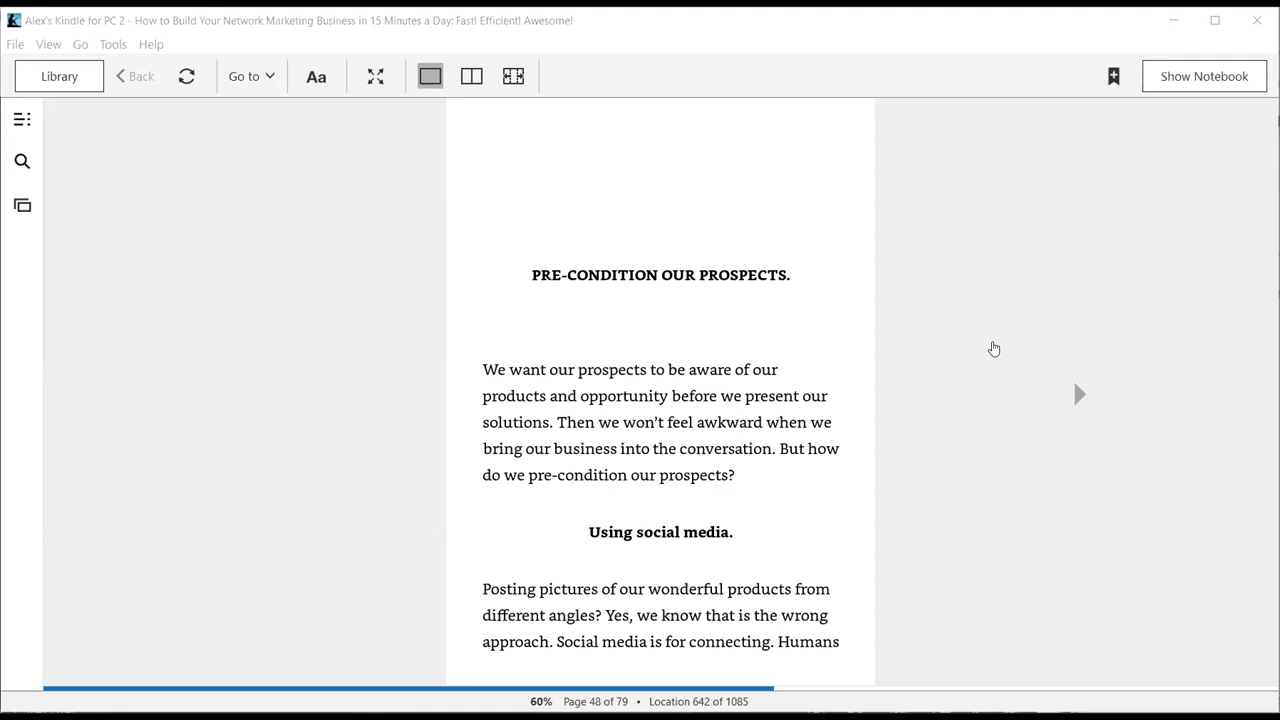 Alex's Kindle for PC 2 - How to Build Your Network Marketing Business in 15 Minutes a Day: Fast! Efficient! Awesome!
File View Go Tools Help
Library Back Go to Aa Show Notebook
PRE-CONDITION OUR PROSPECTS.
We want our prospects to be aware of our
products and opportunity before we present our
solutions. Then we won't feel awkward when we
bring our business into the conversation. But how
do we pre-condition our prospects?
Using social media.
Posting pictures of our wonderful products from
different angles? Yes, we know that is the wrong
approach. Social media is for connecting. Humans
60% Page 48 of 79 • Location 642 of 1085